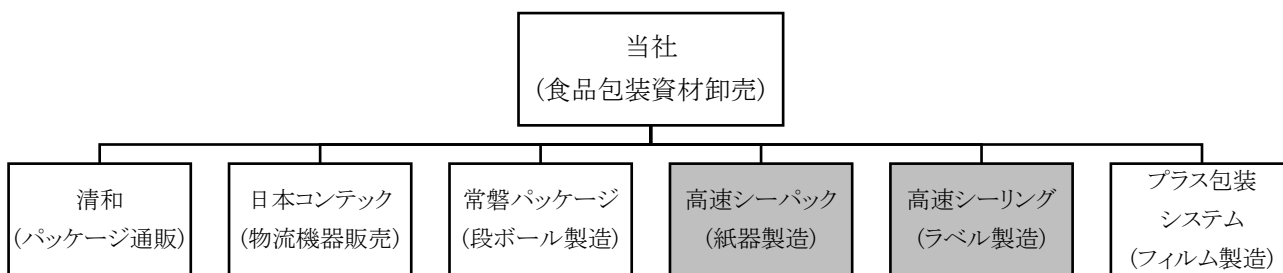 当社
(食品包装資材卸売)
清和
(パッケージ通販)
日本コンテック
(物流機器販売)
常磐パッケージ
(段ボール製造)
高速シーパック
(紙器製造)
高速シーリング
(ラベル製造)
プラス包装
システム
(フィルム製造)